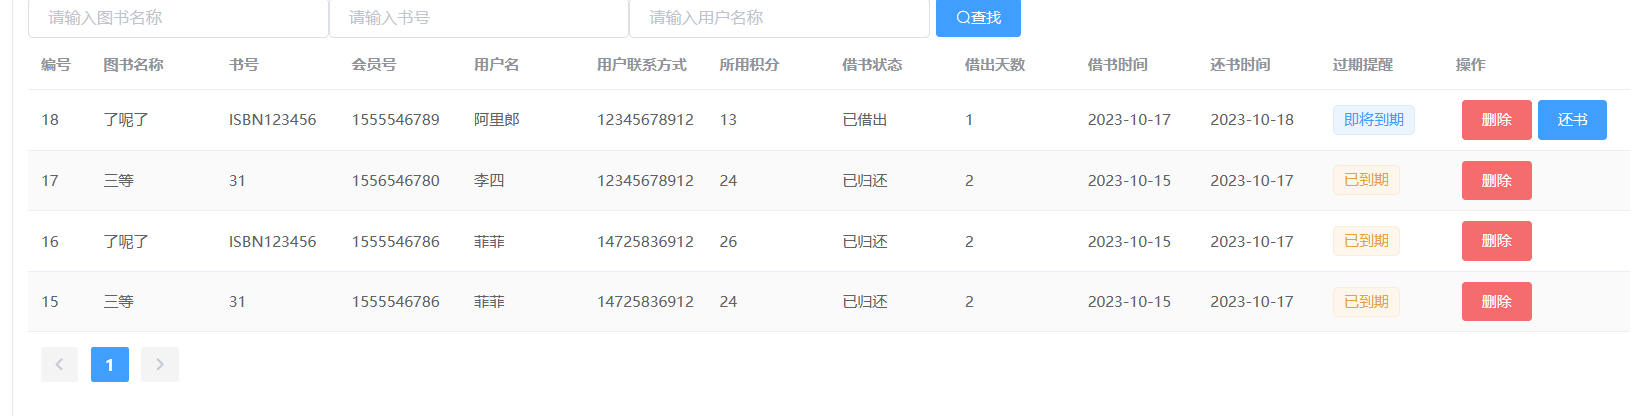 请输入图书名称 请输入书号 请输入用户名称 查找
编号 图书名称 书号 会员号 用户名 用户联系方式 所用积分 借书状态 借出天数 借书时间 还书时间 过期提醒 操作
18 了呢了 ISBN123456 1555546789 阿里郎 12345678912 13 已借出 1 2023-10-17 2023-10-18 即将到期 删除 还书
17 三等 31 1556546780 李四 12345678912 24 已归还 2 2023-10-15 2023-10-17 已到期 删除
16 了呢了 ISBN123456 1555546786 菲菲 14725836912 26 已归还 2 2023-10-15 2023-10-17 已到期 删除
15 三等 31 1555546786 菲菲 14725836912 24 已归还 2 2023-10-15 2023-10-17 已到期 删除
1